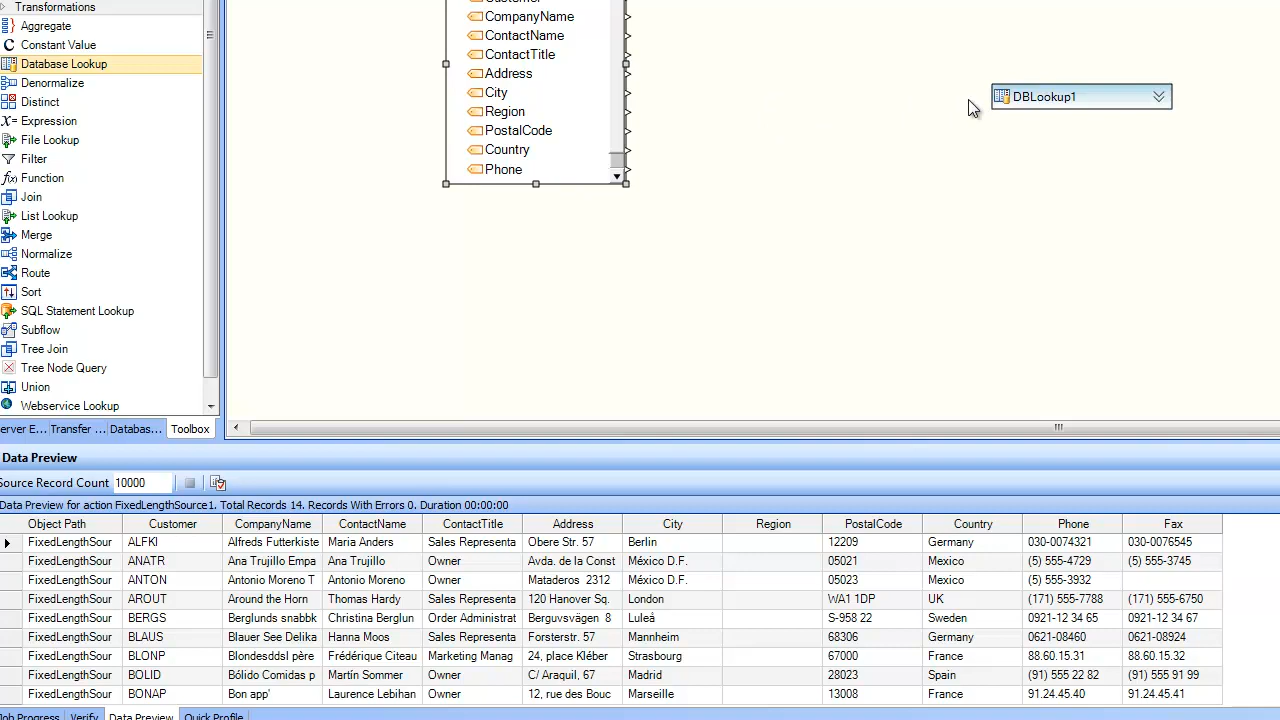 Transformations
Aggregate
Constant Value
Database Lookup
Denormalize
Distinct
Expression
File Lookup
Filter
Function
Join
List Lookup
Merge
Normalize
Route
Sort
SQL Statement Lookup
Subflow
Tree Join
Tree Node Query
Union
Webservice Lookup
erver E... Transfer ... Databas... Toolbox
CompanyName
ContactName
ContactTitle
Address
City
Region
PostalCode
Country
Phone
DBLookup1
Data Preview
Source Record Count 10000
Data Preview for action FixedLengthSource1. Total Records 14. Records With Errors 0. Duration 00:00:00
Object Path Customer CompanyName ContactName ContactTitle Address City Region PostalCode Country Phone Fax
FixedLengthSour ALFKI Alfreds Futterkiste Maria Anders Sales Representa Obere Str. 57 Berlin 12209 Germany 030-0074321 030-0076545
FixedLengthSour ANATR Ana Trujillo Empa Ana Trujillo Owner Avda. de la Const México D.F. 05021 Mexico (5) 555-4729 (5) 555-3745
FixedLengthSour ANTON Antonio Moreno T Antonio Moreno Owner Mataderos 2312 México D.F. 05023 Mexico (5) 555-3932
FixedLengthSour AROUT Around the Horn Thomas Hardy Sales Representa 120 Hanover Sq. London WA1 1DP UK (171) 555-7788 (171) 555-6750
FixedLengthSour BERGS Berglunds snabbk Christina Berglun Order Administrat Berguvsvägen 8 Luleå S-958 22 Sweden 0921-12 34 65 0921-12 34 67
FixedLengthSour BLAUS Blauer See Delika Hanna Moos Sales Representa Forsterstr. 57 Mannheim 68306 Germany 0621-08460 0621-08924
FixedLengthSour BLONP Blondesddsl père Frédérique Citeau Marketing Manag 24, place Kléber Strasbourg 67000 France 88.60.15.31 88.60.15.32
FixedLengthSour BOLID Bólido Comidas p Martín Sommer Owner C/ Araquil, 67 Madrid 28023 Spain (91) 555 22 82 (91) 555 91 99
FixedLengthSour BONAP Bon app' Laurence Lebihan Owner 12, rue des Bouc Marseille 13008 France 91.24.45.40 91.24.45.41
Job Progress Verify Data Preview Quick Profile